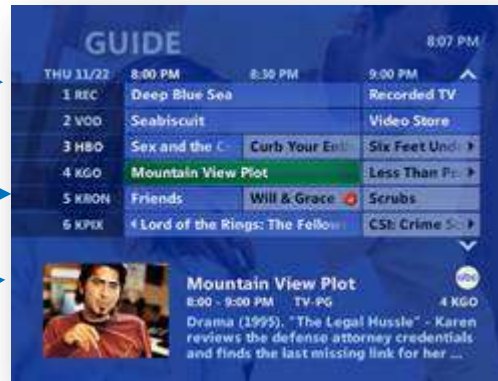 GUIDE 8:07 PM
THU 11/22 8:00 PM 8:30 PM 9:00 PM
1 REC Deep Blue Sea Recorded TV
2 VOD Seabiscuit Video Store
3 HBO Sex and the C Curb Your Ent Six Feet Und
4 KGO Mountain View Plot Less Than Pe
5 KRON Friends Will & Grace Scrubs
6 KPIX Lord of the Rings: The Fellow CSI: Crime Sc
Mountain View Plot abc
8:00 - 9:00 PM TV-PG 4 KGO
Drama (1995). "The Legal Hussle" - Karen
reviews the defense attorney credentials
and finds the last missing link for her ...